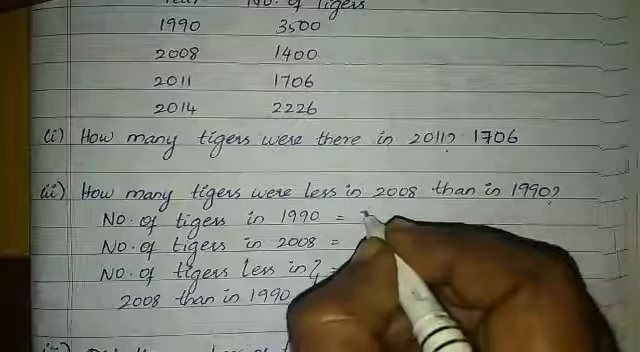 Year No. of tigers
1990 3500
2008 1400
2011 1706
2014 2226
(i) How many tigers were there in 2011? 1706
(ii) How many tigers were less in 2008 than in 1990?
No. of tigers in 1990 =
No. of tigers in 2008 =
No. of tigers less in } =
2008 than in 1990
(iii)